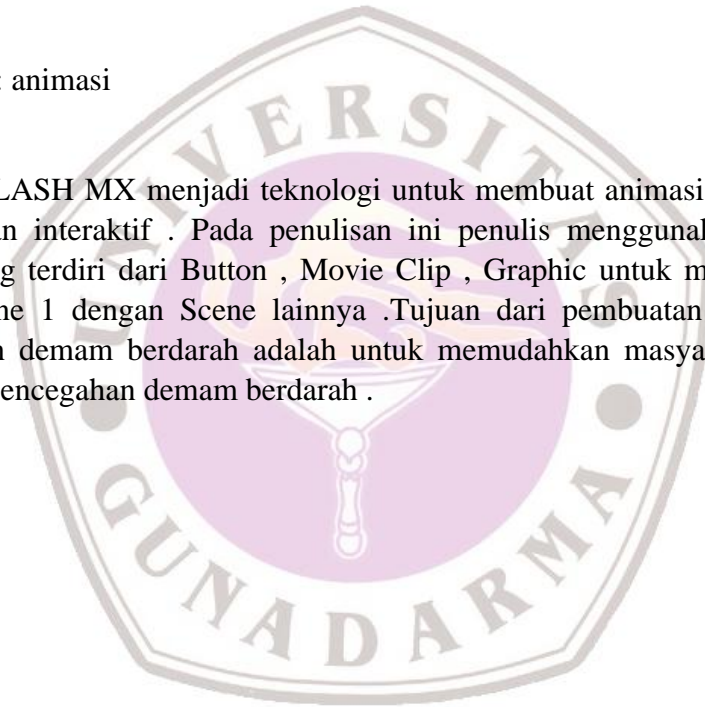 : animasi
LASH MX menjadi teknologi untuk membuat animasi
n interaktif . Pada penulisan ini penulis menggunal
g terdiri dari Button , Movie Clip , Graphic untuk m
ne 1 dengan Scene lainnya .Tujuan dari pembuatan
n demam berdarah adalah untuk memudahkan masya
encegahan demam berdarah .
UNIVERSITAS
GUNADARMA